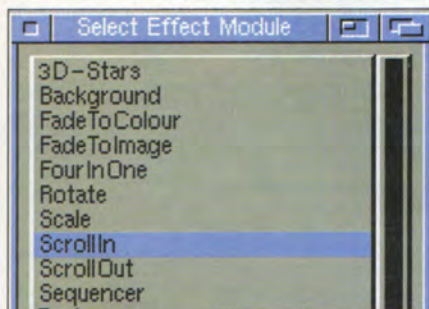 Select Effect Module
3D-Stars
Background
FadeToColour
FadeToImage
FourInOne
Rotate
Scale
ScrollIn
ScrollOut
Sequencer